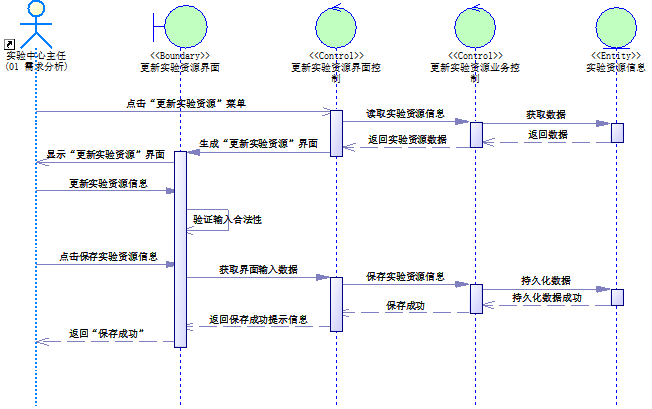 <<Boundary>>
<<Control>>
<<Control>>
<<Entity>>
实验中心主任
(01 需求分析)
更新实验资源界面
更新实验资源界面控
制
更新实验资源业务控
制
实验资源信息
点击“更新实验资源”菜单
读取实验资源信息
获取数据
返回数据
返回实验资源数据
生成“更新实验资源”界面
显示“更新实验资源”界面
更新实验资源信息
验证输入合法性
点击保存实验资源信息
获取界面输入数据
保存实验资源信息
持久化数据
持久化数据成功
保存成功
返回保存成功提示信息
返回“保存成功”